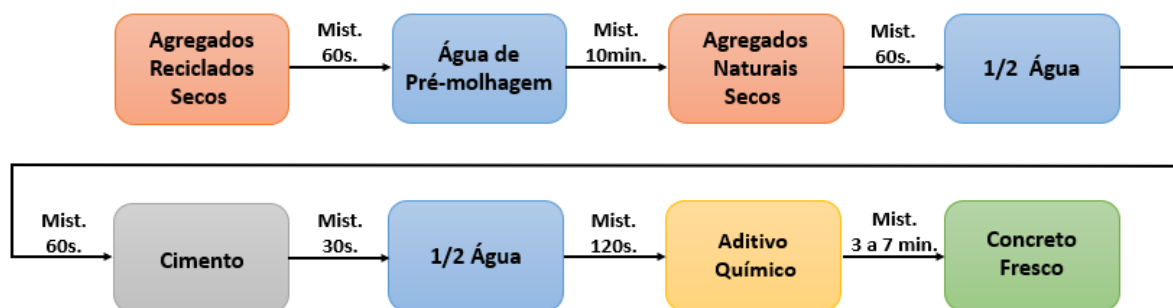 Agregados
Reciclados
Secos
Mist.
60s.
Água de
Pré-molhagem
Mist.
10min.
Agregados
Naturais
Secos
Mist.
60s.
1/2 Água
Mist.
60s.
Cimento
Mist.
30s.
1/2 Água
Mist.
120s.
Aditivo
Químico
Mist.
3 a 7 min.
Concreto
Fresco